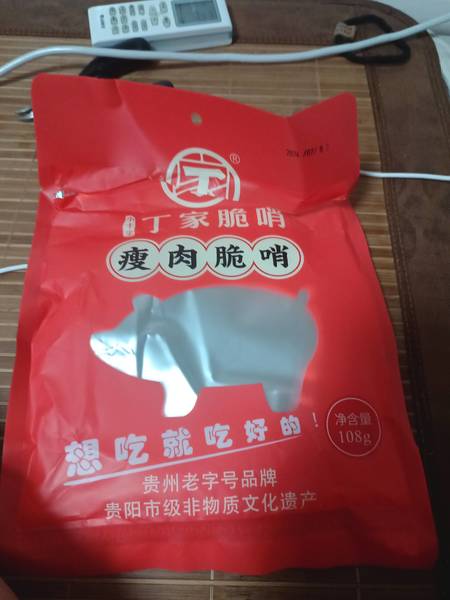 T ®
丁家脆哨
瘦肉脆哨
想吃就吃好的！
净含量
108g
贵州老字号品牌
贵阳市级非物质文化遗产